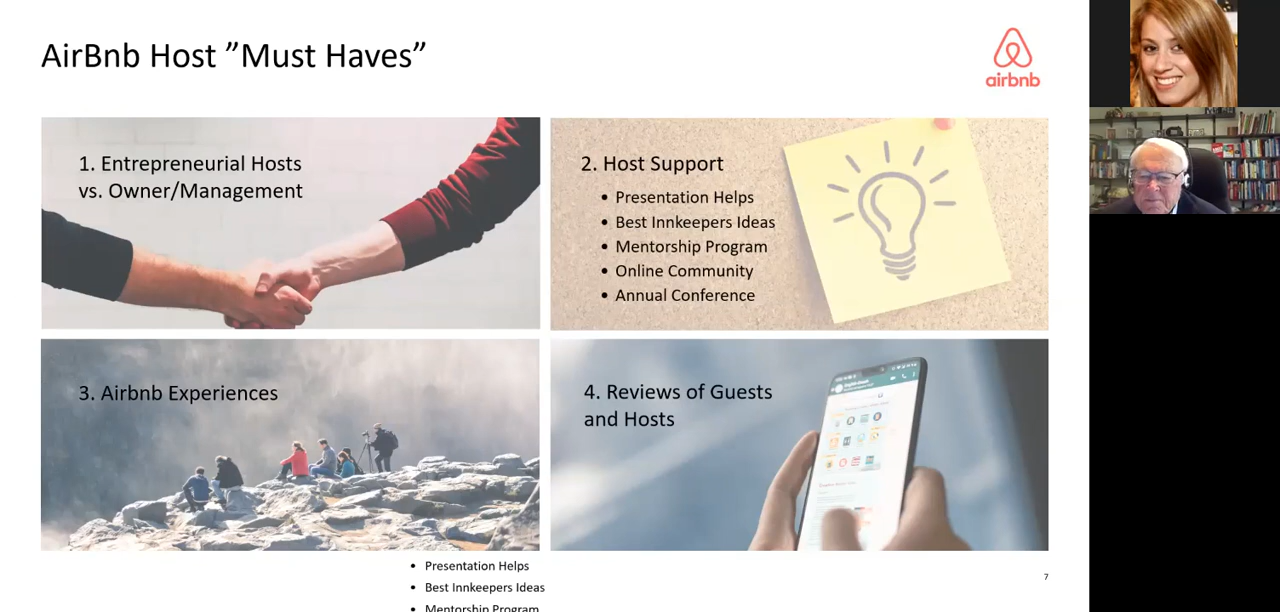 AirBnb Host ”Must Haves”
airbnb
1. Entrepreneurial Hosts
vs. Owner/Management
2. Host Support
• Presentation Helps
• Best Innkeepers Ideas
• Mentorship Program
• Online Community
• Annual Conference
3. Airbnb Experiences
4. Reviews of Guests
and Hosts
• Presentation Helps
• Best Innkeepers Ideas
• Mentorship Program
7